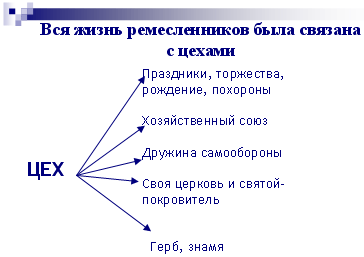 Вся жизнь ремесленников была связана
с цехами
Праздники, торжества,
рождение, похороны
Хозяйственный союз
Дружина самообороны
ЦЕХ
Своя церковь и святой-
покровитель
Герб, знамя